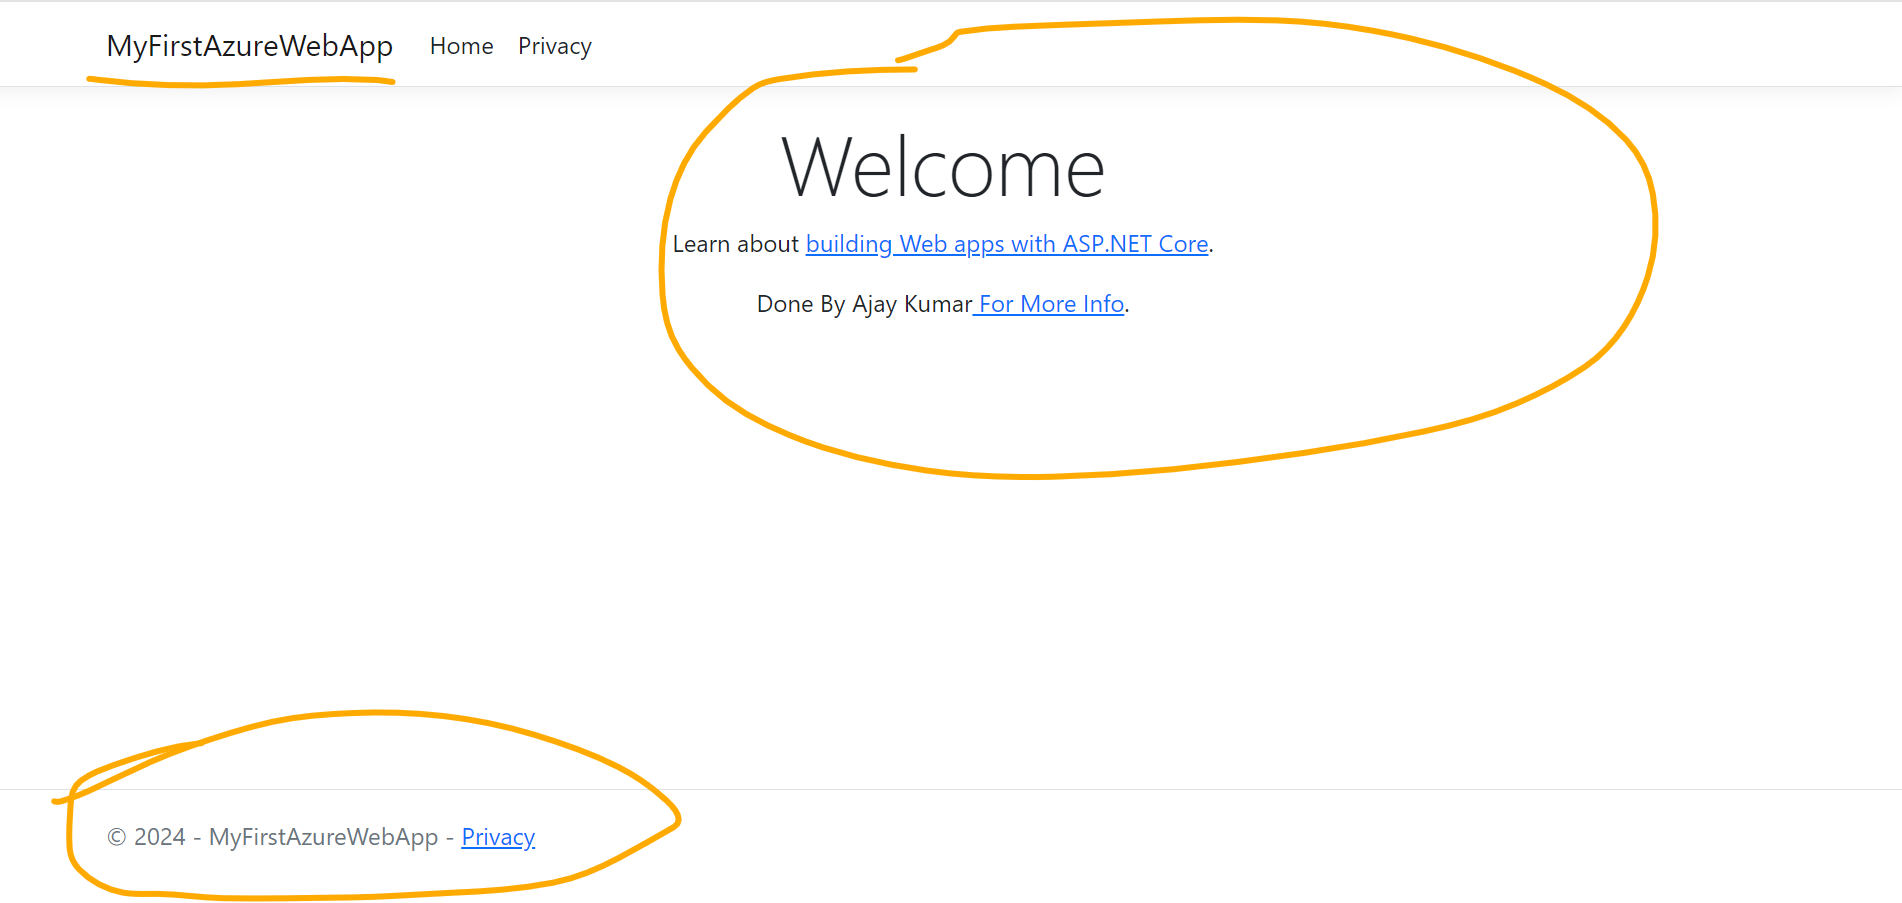 MyFirstAzureWebApp Home Privacy
Welcome
Learn about building Web apps with ASP.NET Core.
Done By Ajay Kumar For More Info.
© 2024 - MyFirstAzureWebApp - Privacy